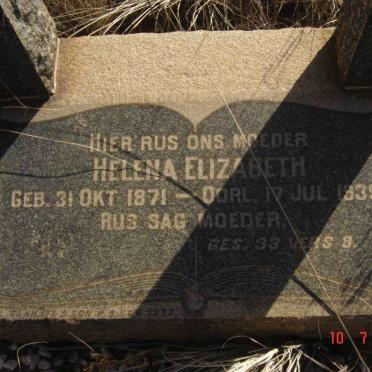 HIER RUS ONS MOEDER
HELENA ELIZABETH
GEB. 31 OKT 1871 — OORL. 17 JUL 1939
RUS SAG MOEDER.
GES. 33 VERS 9.
10 7